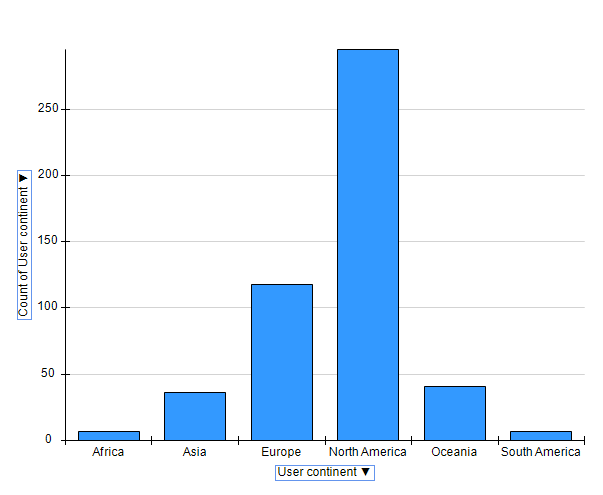 250
200
150
100
50
0
Count of User continent ▼
Africa Asia Europe North America Oceania South America
User continent ▼